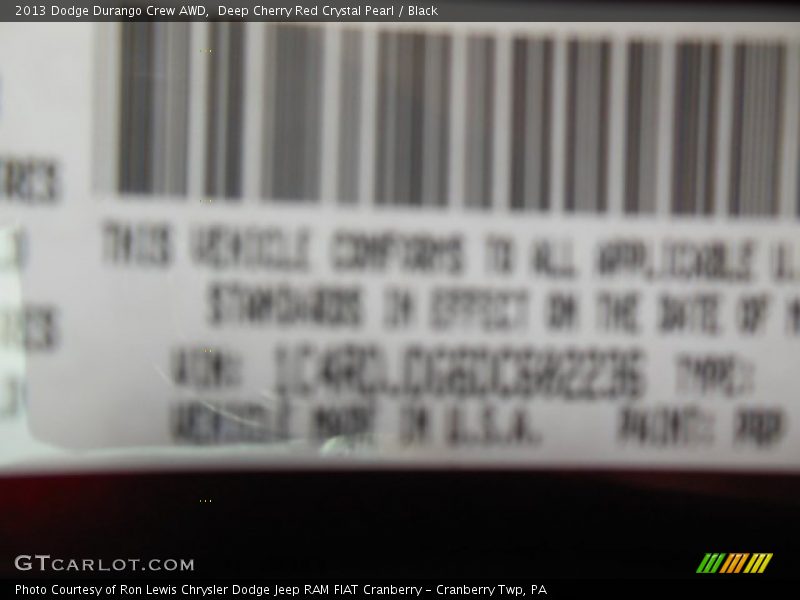 2013 Dodge Durango Crew AWD,  Deep Cherry Red Crystal Pearl / Black
THIS VEHICLE CONFORMS TO ALL APPLICABLE U.
STANDARDS IN EFFECT ON THE DATE OF M
VIN: TYPE:
VEHICLE MADE IN U.S.A. PAINT: PRP
GTCARLOT.COM
Photo Courtesy of Ron Lewis Chrysler Dodge Jeep RAM FIAT Cranberry – Cranberry Twp, PA